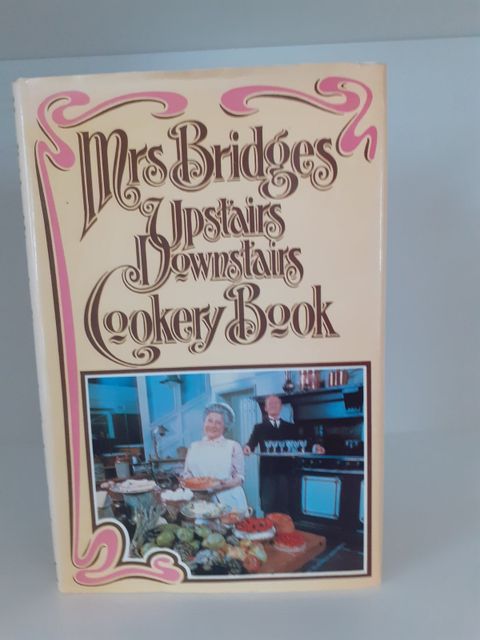 Mrs Bridges
Upstairs
Downstairs
Cookery Book